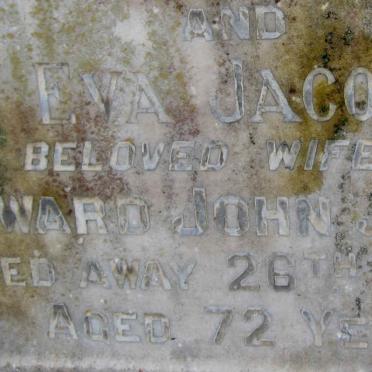 AND
EVA JACO
BELOVED WIFE
WARD JOHN J
ED AWAY 26TH
AGED 72 YE